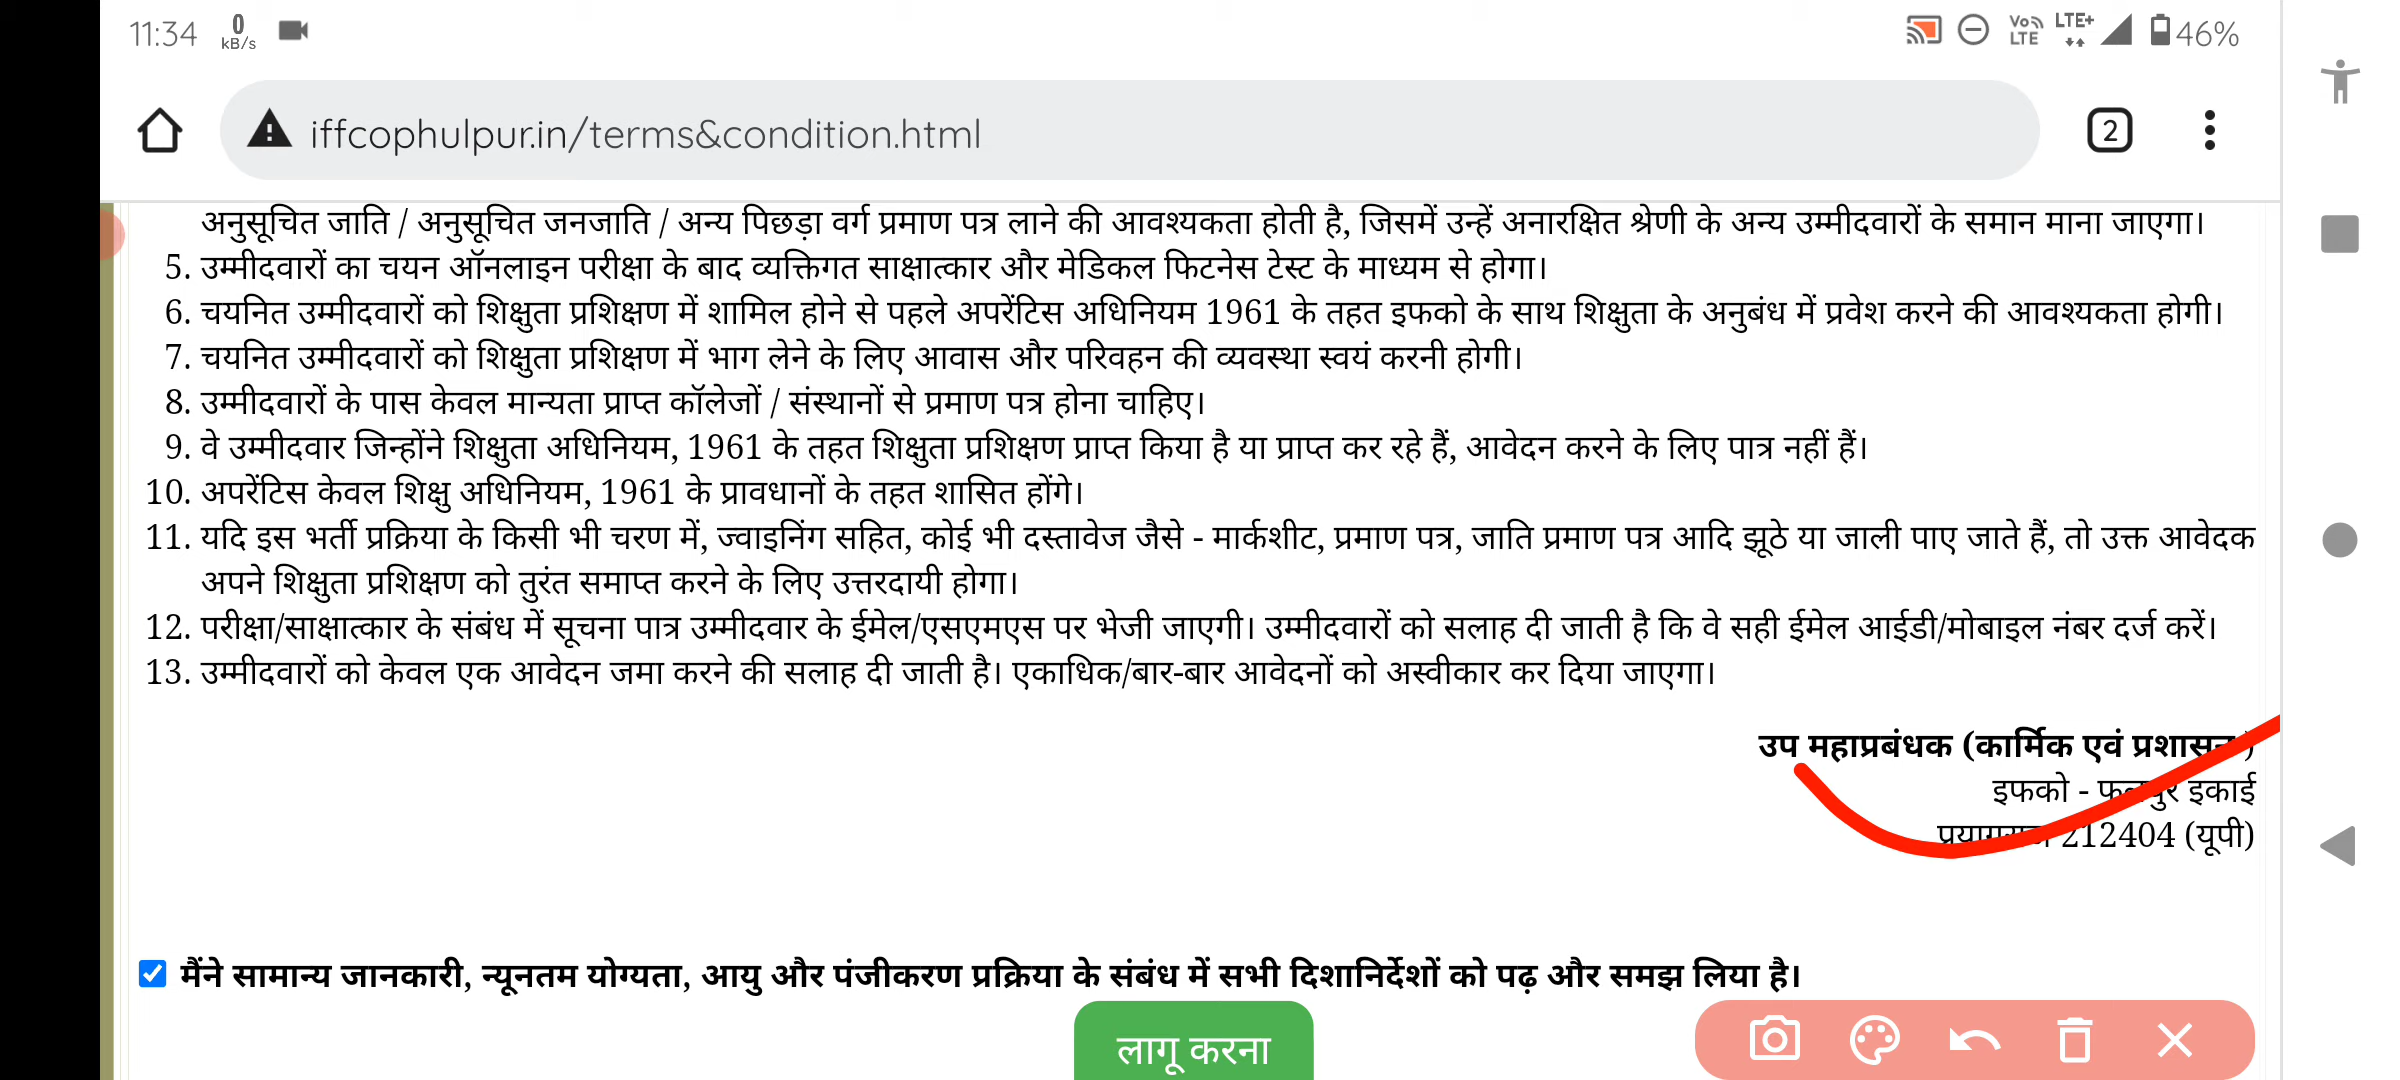 11:34 0 kB/s Vo LTE LTE+ 46%
iffcophulpur.in/terms&condition.html 2
अनुसूचित जाति / अनुसूचित जनजाति / अन्य पिछड़ा वर्ग प्रमाण पत्र लाने की आवश्यकता होती है, जिसमें उन्हें अनारक्षित श्रेणी के अन्य उम्मीदवारों के समान माना जाएगा।
5. उम्मीदवारों का चयन ऑनलाइन परीक्षा के बाद व्यक्तिगत साक्षात्कार और मेडिकल फिटनेस टेस्ट के माध्यम से होगा।
6. चयनित उम्मीदवारों को शिक्षुता प्रशिक्षण में शामिल होने से पहले अपरेंटिस अधिनियम 1961 के तहत इफको के साथ शिक्षुता के अनुबंध में प्रवेश करने की आवश्यकता होगी।
7. चयनित उम्मीदवारों को शिक्षुता प्रशिक्षण में भाग लेने के लिए आवास और परिवहन की व्यवस्था स्वयं करनी होगी।
8. उम्मीदवारों के पास केवल मान्यता प्राप्त कॉलेजों / संस्थानों से प्रमाण पत्र होना चाहिए।
9. वे उम्मीदवार जिन्होंने शिक्षुता अधिनियम, 1961 के तहत शिक्षुता प्रशिक्षण प्राप्त किया है या प्राप्त कर रहे हैं, आवेदन करने के लिए पात्र नहीं हैं।
10. अपरेंटिस केवल शिक्षु अधिनियम, 1961 के प्रावधानों के तहत शासित होंगे।
11. यदि इस भर्ती प्रक्रिया के किसी भी चरण में, ज्वाइनिंग सहित, कोई भी दस्तावेज जैसे - मार्कशीट, प्रमाण पत्र, जाति प्रमाण पत्र आदि झूठे या जाली पाए जाते हैं, तो उक्त आवेदक
अपने शिक्षुता प्रशिक्षण को तुरंत समाप्त करने के लिए उत्तरदायी होगा।
12. परीक्षा/साक्षात्कार के संबंध में सूचना पात्र उम्मीदवार के ईमेल/एसएमएस पर भेजी जाएगी। उम्मीदवारों को सलाह दी जाती है कि वे सही ईमेल आईडी/मोबाइल नंबर दर्ज करें।
13. उम्मीदवारों को केवल एक आवेदन जमा करने की सलाह दी जाती है। एकाधिक/बार-बार आवेदनों को अस्वीकार कर दिया जाएगा।
उप महाप्रबंधक (कार्मिक एवं प्रशासन )
इफको - इकाई
212404 (यूपी)
मैंने सामान्य जानकारी, न्यूनतम योग्यता, आयु और पंजीकरण प्रक्रिया के संबंध में सभी दिशानिर्देशों को पढ़ और समझ लिया है।
लागू करना